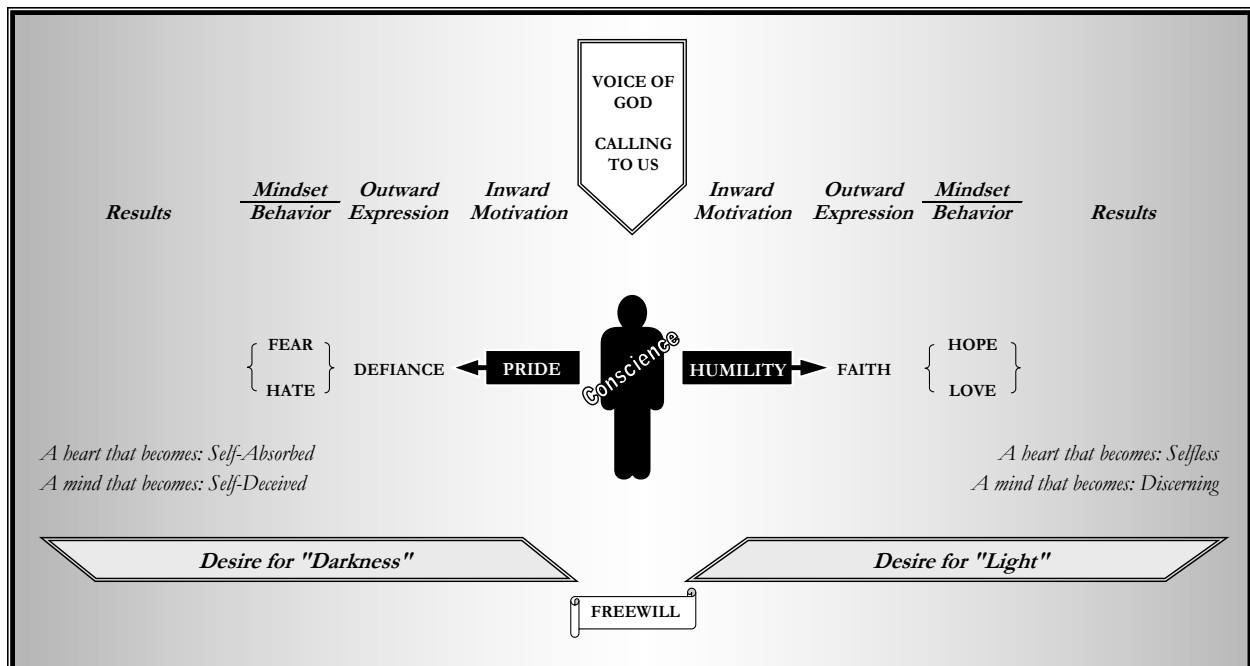 VOICE OF
GOD
CALLING
TO US
Results
Mindset
Behavior
Outward
Expression
Inward
Motivation
Inward
Motivation
Outward
Expression
Mindset
Behavior
Results
FEAR
HATE
DEFIANCE
PRIDE
Conscience
HUMILITY
FAITH
HOPE
LOVE
A heart that becomes: Self-Absorbed
A mind that becomes: Self-Deceived
A heart that becomes: Selfless
A mind that becomes: Discerning
Desire for "Darkness"
Desire for "Light"
FREEWILL